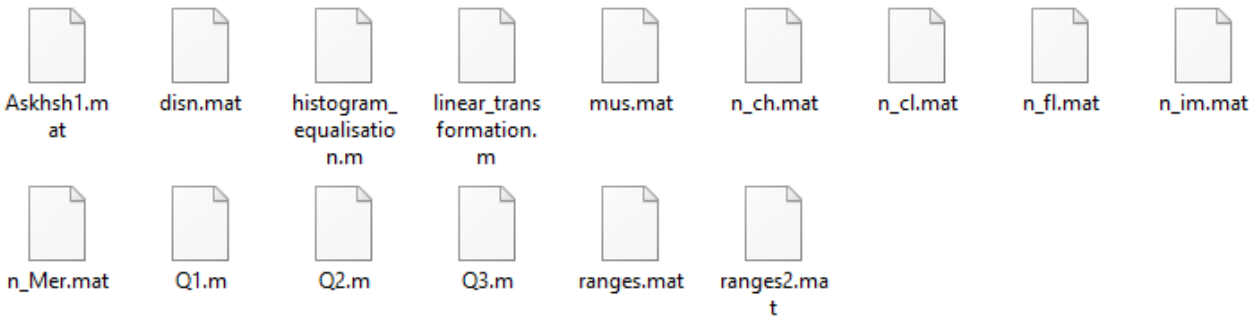 Askhsh1.m
at
disn.mat
histogram_
equalisatio
n.m
linear_trans
formation.
m
mus.mat
n_ch.mat
n_cl.mat
n_fl.mat
n_im.mat
n_Mer.mat
Q1.m
Q2.m
Q3.m
ranges.mat
ranges2.ma
t